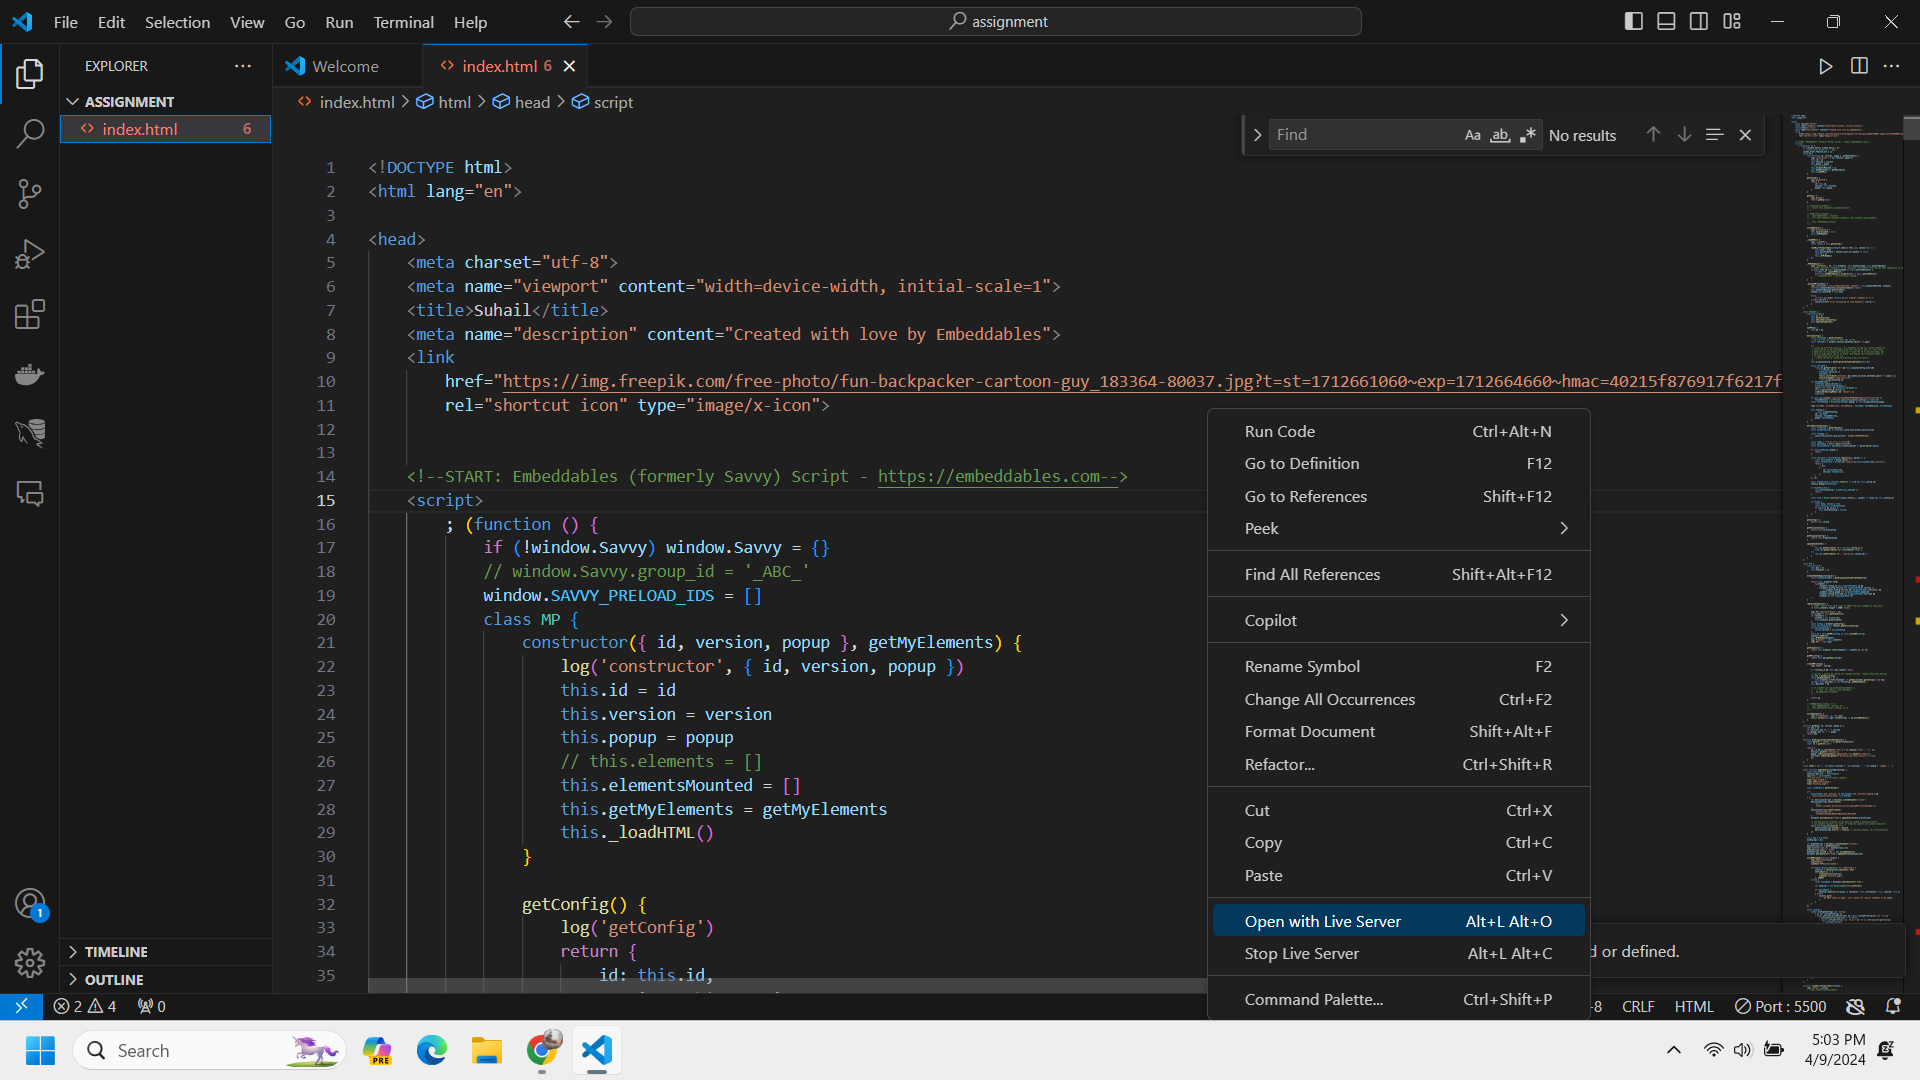 File Edit Selection View Go Run Terminal Help
assignment
EXPLORER
Welcome
index.html 6
ASSIGNMENT
index.html 6
index.html > html > head > script
Find
Aa ab
No results
1 <!DOCTYPE html>
2 <html lang="en">
3
4 <head>
5 <meta charset="utf-8">
6 <meta name="viewport" content="width=device-width, initial-scale=1">
7 <title>Suhail</title>
8 <meta name="description" content="Created with love by Embeddables">
9 <link
10 href="https://img.freepik.com/free-photo/fun-backpacker-cartoon-guy_183364-80037.jpg?t=st=1712661060~exp=1712664660~hmac=40215f876917f6217f
11 rel="shortcut icon" type="image/x-icon">
12
13
14 <!--START: Embeddables (formerly Savvy) Script - https://embeddables.com-->
15 <script>
16 ; (function () {
17 if (!window.Savvy) window.Savvy = {}
18 // window.Savvy.group_id = '_ABC_'
19 window.SAVVY_PRELOAD_IDS = []
20 class MP {
21 constructor({ id, version, popup }, getMyElements) {
22 log('constructor', { id, version, popup })
23 this.id = id
24 this.version = version
25 this.popup = popup
26 // this.elements = []
27 this.elementsMounted = []
28 this.getMyElements = getMyElements
29 this._loadHTML()
30 }
31
32 getConfig() {
33 log('getConfig')
34 return {
35 id: this.id,
Run Code Ctrl+Alt+N
Go to Definition F12
Go to References Shift+F12
Peek
Find All References Shift+Alt+F12
Copilot
Rename Symbol F2
Change All Occurrences Ctrl+F2
Format Document Shift+Alt+F
Refactor... Ctrl+Shift+R
Cut Ctrl+X
Copy Ctrl+C
Paste Ctrl+V
Open with Live Server Alt+L Alt+O
Stop Live Server Alt+L Alt+C
Command Palette... Ctrl+Shift+P
d or defined.
1
TIMELINE
OUTLINE
2 4 0
-8 CRLF HTML Port : 5500
Search
PRE
5:03 PM
4/9/2024